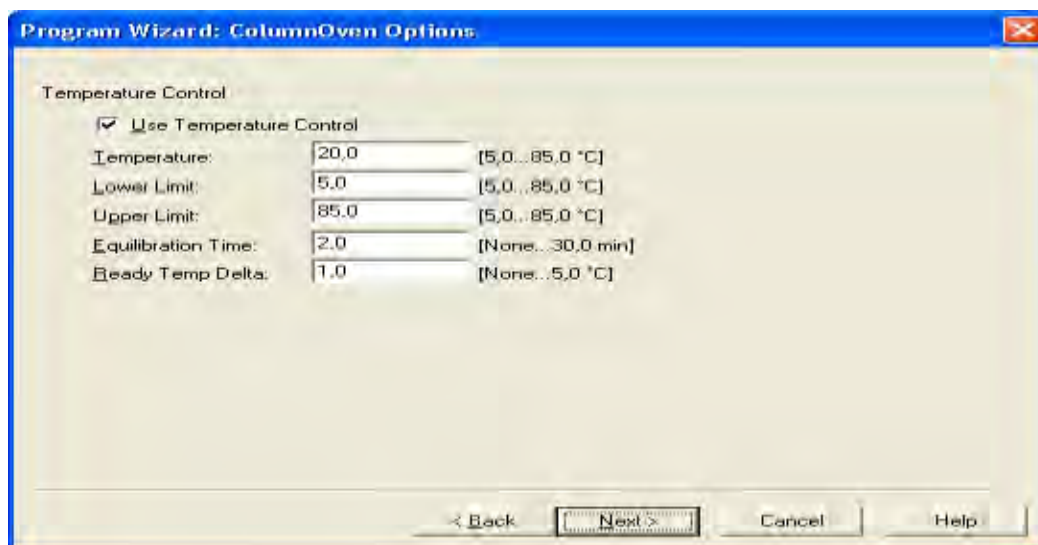 Program Wizard: ColumnOven Options
Temperature Control
Use Temperature Control
Temperature: 20,0 [5,0...85,0 °C]
Lower Limit: 5,0 [5,0...85,0 °C]
Upper Limit: 85,0 [5,0...85,0 °C]
Equilibration Time: 2,0 [None...30,0 min]
Ready Temp Delta: 1,0 [None...5,0 °C]
< Back Next > Cancel Help